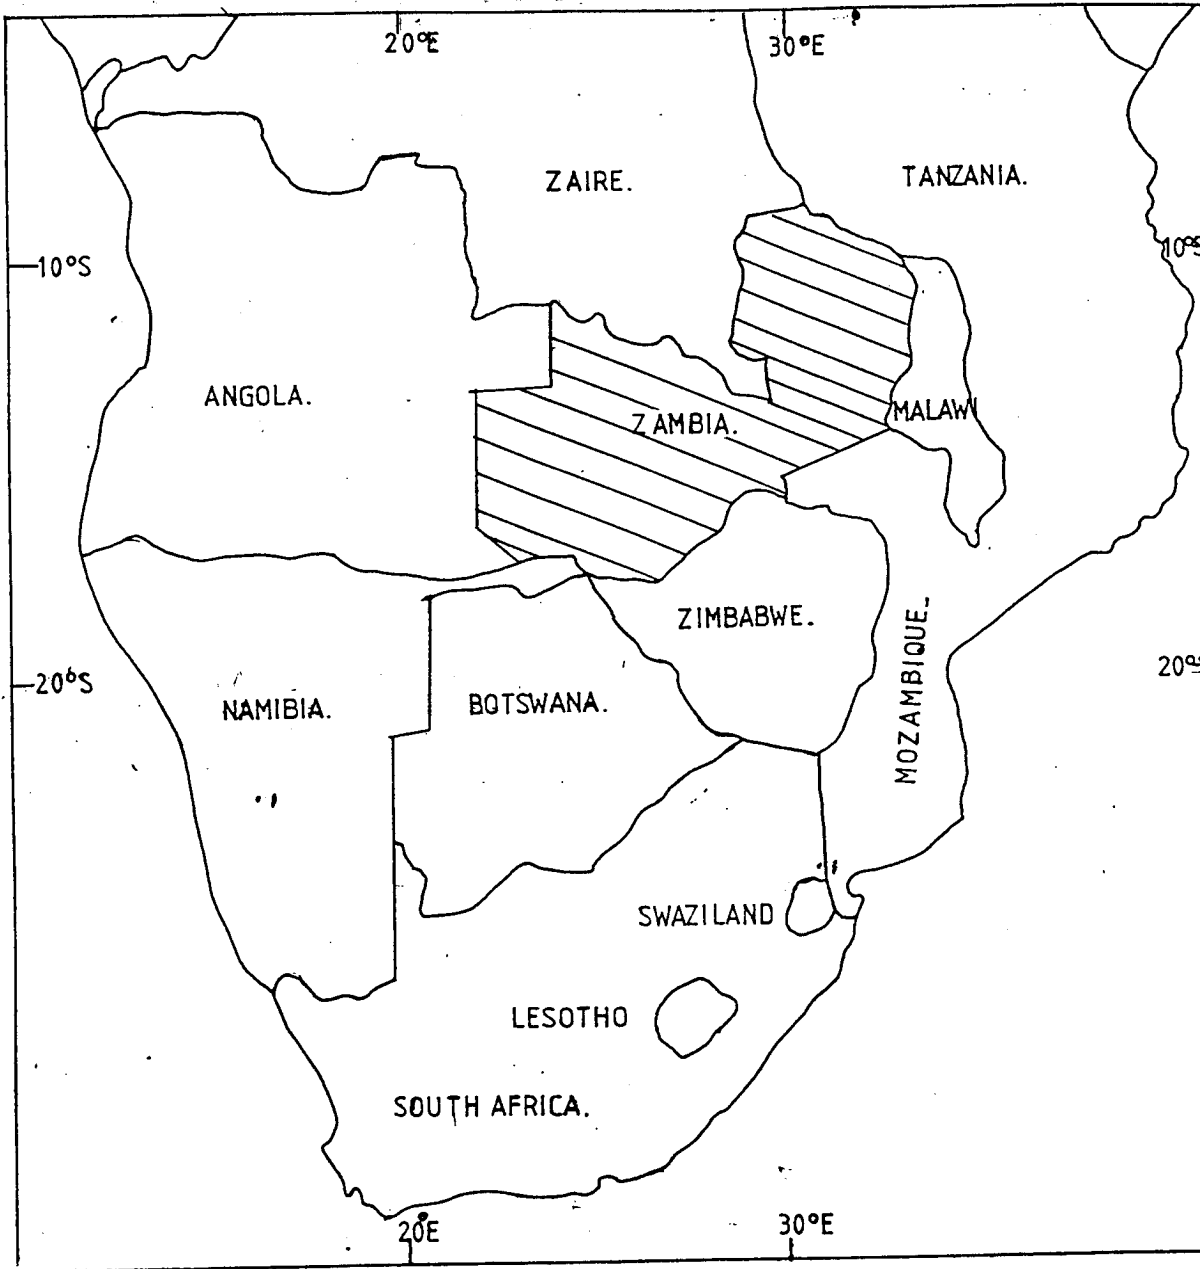 20°E
30°E
ZAIRE.
TANZANIA.
10°S
10°S
ANGOLA.
ZAMBIA.
MALAWI
ZIMBABWE.
MOZAMBIQUE.
20°S
20°S
NAMIBIA.
BOTSWANA.
SWAZILAND
LESOTHO
SOUTH AFRICA.
20E
30°E